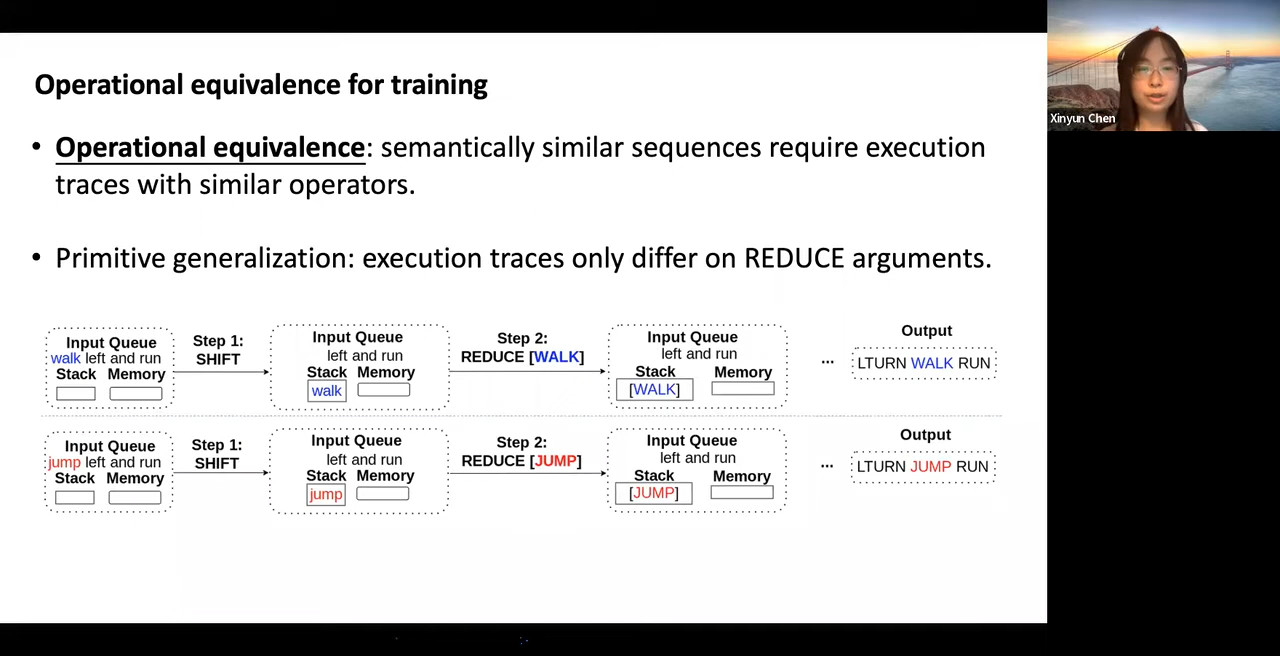 Operational equivalence for training
• Operational equivalence: semantically similar sequences require execution
traces with similar operators.
• Primitive generalization: execution traces only differ on REDUCE arguments.
Input Queue
walk left and run
Stack Memory
Step 1:
SHIFT
Input Queue
left and run
Stack Memory
walk
Step 2:
REDUCE [WALK]
Input Queue
left and run
Stack Memory
[WALK]
...
Output
LTURN WALK RUN
Input Queue
jump left and run
Stack Memory
Step 1:
SHIFT
Input Queue
left and run
Stack Memory
jump
Step 2:
REDUCE [JUMP]
Input Queue
left and run
Stack Memory
[JUMP]
...
Output
LTURN JUMP RUN
Xinyun Chen